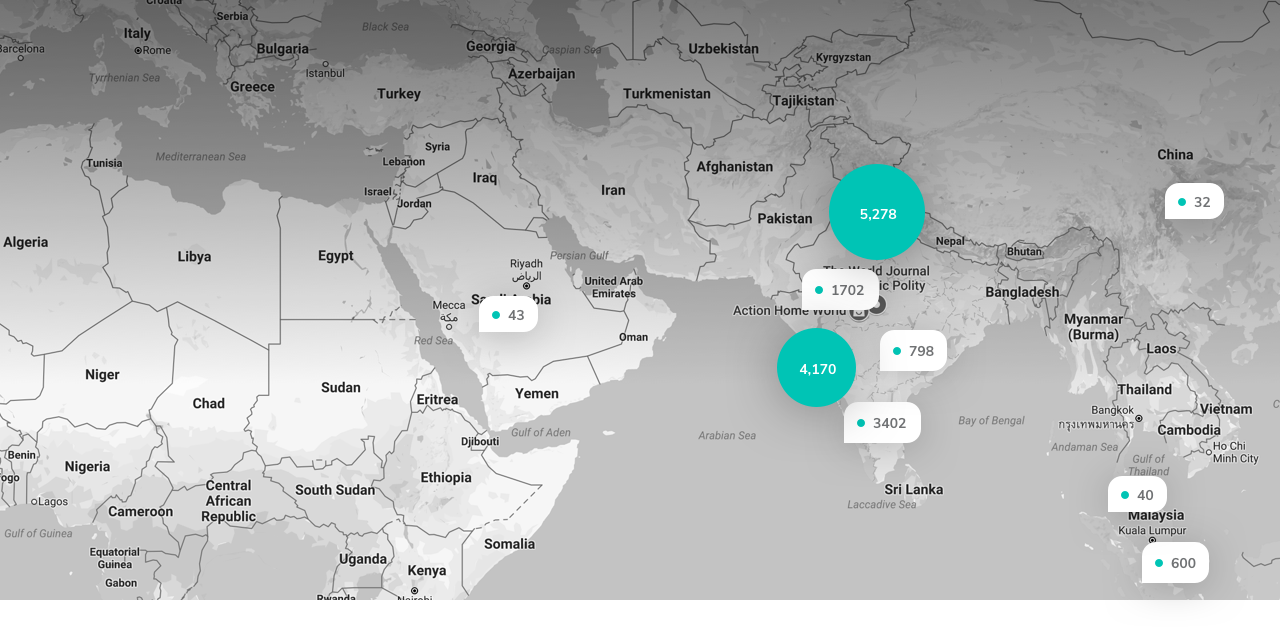 Croatia
Serbia
Italy
Rome
Barcelona
Bulgaria
Black Sea
Georgia
Caspian Sea
Uzbekistan
Kyrgyzstan
Istanbul
Azerbaijan
Tyrrhenian Sea
Greece
Turkey
Turkmenistan
Tajikistan
Tunisia
Mediterranean Sea
Syria
Lebanon
Iraq
Israel
Jordan
Iran
Afghanistan
China
32
Pakistan
5,278
Nepal
Bhutan
Algeria
Libya
Egypt
Riyadh
الرياض
Persian Gulf
United Arab
Emirates
Mecca
مكة
43
Red Sea
Oman
The World Journal
ic Polity
1702
Action Home World
Bangladesh
Myanmar
(Burma)
Laos
4,170
798
Niger
Chad
Sudan
Eritrea
Yemen
Thailand
Bangkok
กรุงเทพมหานคร
Vietnam
Cambodia
3402
Arabian Sea
Bay of Bengal
Andaman Sea
Ho Chi
Minh City
Gulf of
Thailand
Djibouti
Gulf of Aden
Benin
Nigeria
Togo
Lagos
Ethiopia
Central
African
Republic
South Sudan
Cameroon
Sri Lanka
Laccadive Sea
40
Malaysia
Kuala Lumpur
600
Gulf of Guinea
Somalia
Equatorial
Guinea
Gabon
Uganda
Kenya
Rwanda
Nairobi